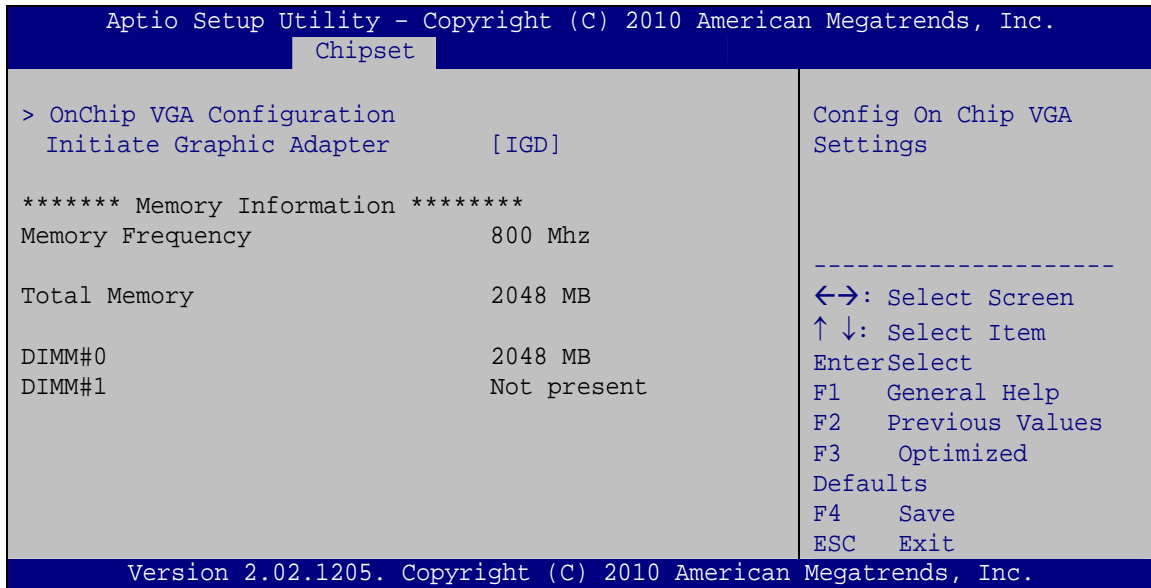 Aptio Setup Utility – Copyright (C) 2010 American Megatrends, Inc.
Chipset
> OnChip VGA Configuration
Initiate Graphic Adapter [IGD]
******* Memory Information ********
Memory Frequency 800 Mhz
Total Memory 2048 MB
DIMM#0 2048 MB
DIMM#1 Not present
Config On Chip VGA
Settings
---------------------
←→: Select Screen
↑ ↓: Select Item
EnterSelect
F1 General Help
F2 Previous Values
F3 Optimized
Defaults
F4 Save
ESC Exit
Version 2.02.1205. Copyright (C) 2010 American Megatrends, Inc.